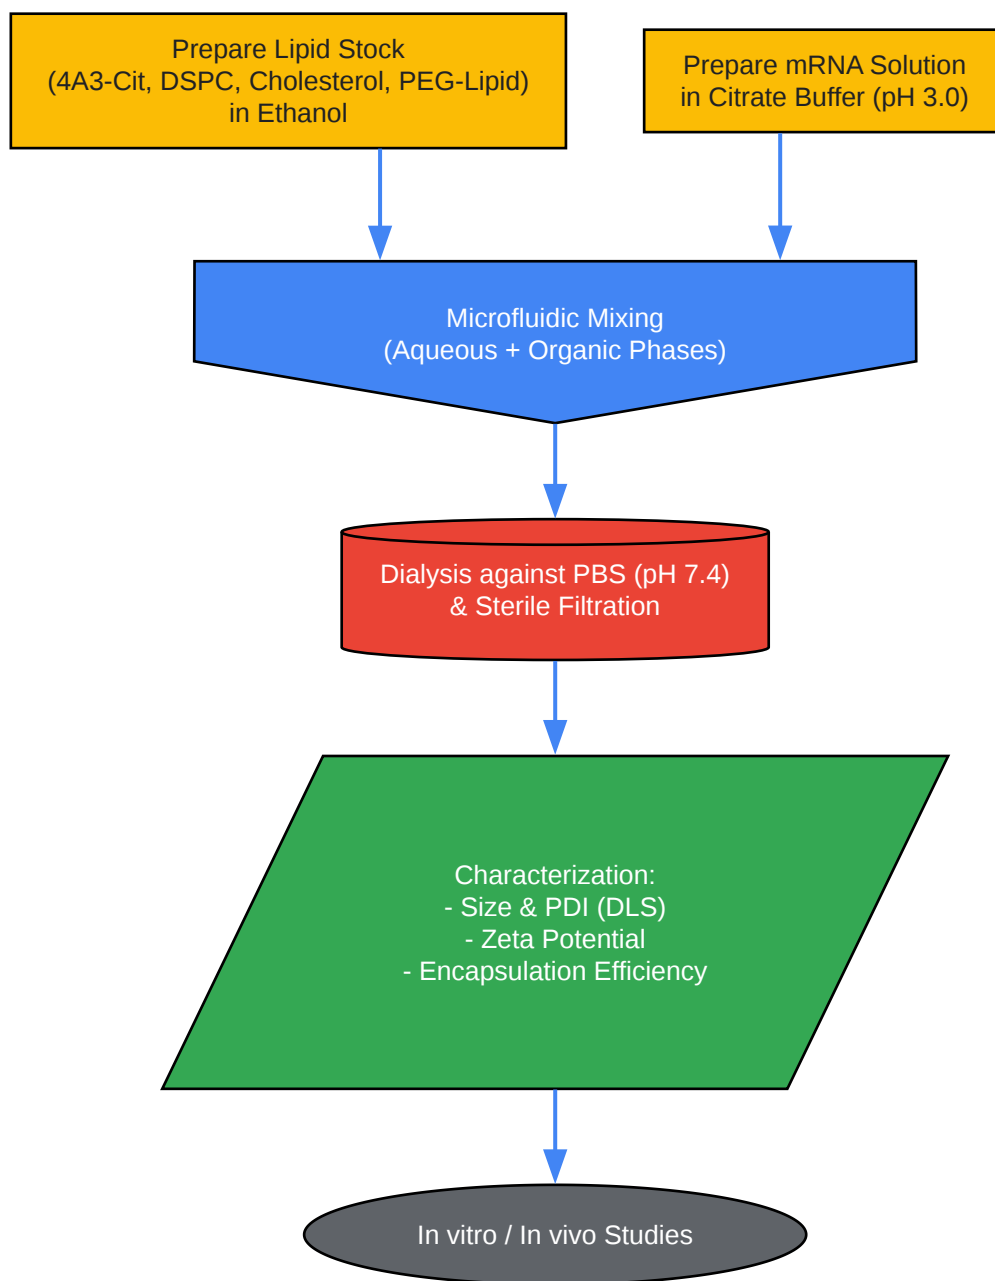 Prepare Lipid Stock
(4A3-Cit, DSPC, Cholesterol, PEG-Lipid)
in Ethanol
Prepare mRNA Solution
in Citrate Buffer (pH 3.0)
Microfluidic Mixing
(Aqueous + Organic Phases)
Dialysis against PBS (pH 7.4)
& Sterile Filtration
Characterization:
- Size & PDI (DLS)
- Zeta Potential
- Encapsulation Efficiency
In vitro / In vivo Studies